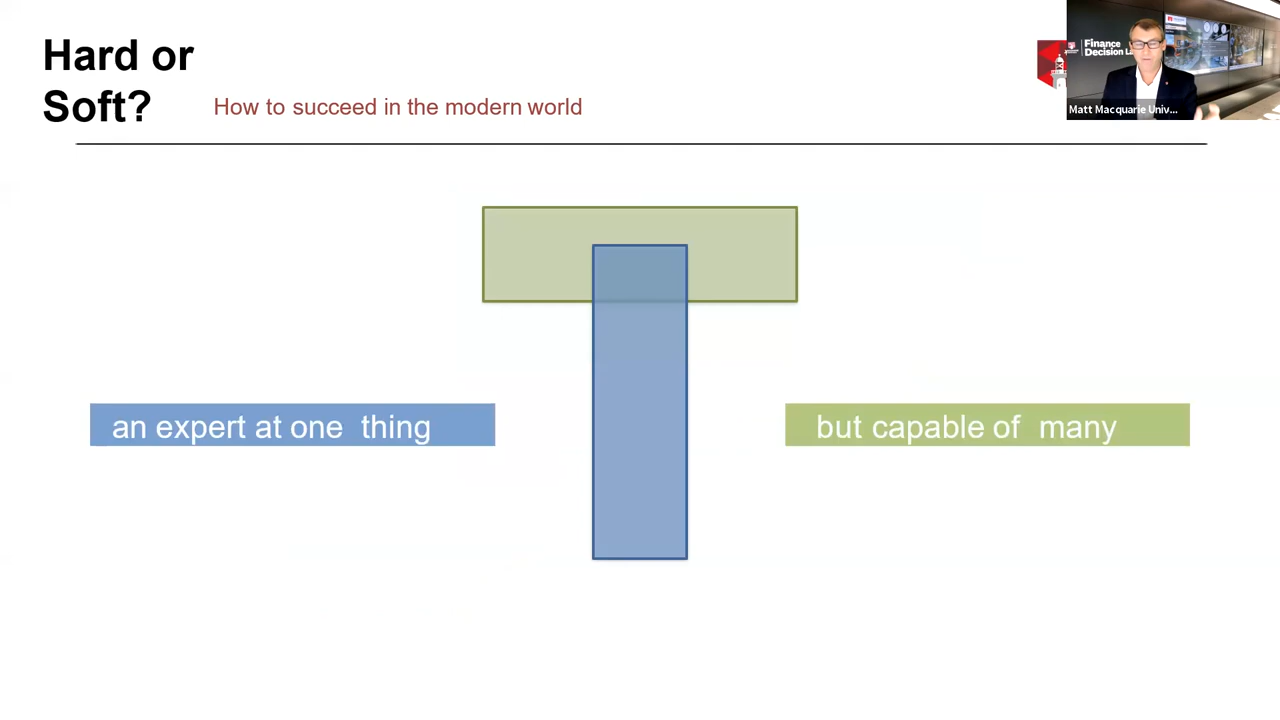 Hard or
Soft?
How to succeed in the modern world
Finance
Decision La
Matt Macquarie Univ...
an expert at one thing
but capable of many